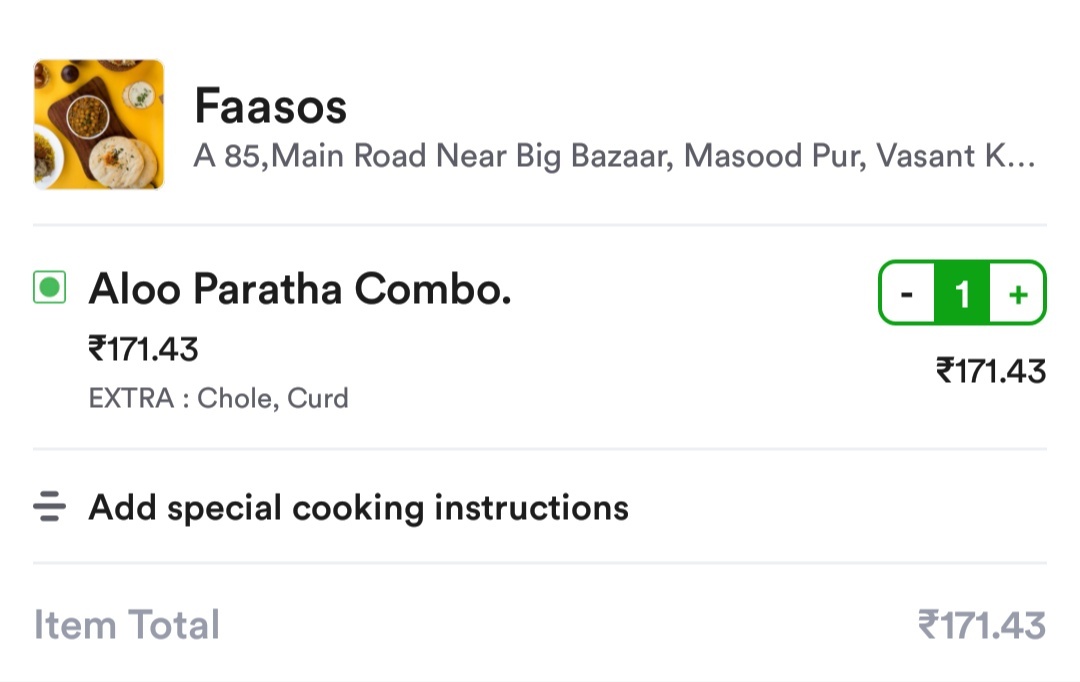 Faasos
A 85,Main Road Near Big Bazaar, Masood Pur, Vasant K...
Aloo Paratha Combo.
- 1 +
₹171.43
₹171.43
EXTRA : Chole, Curd
Add special cooking instructions
Item Total ₹171.43